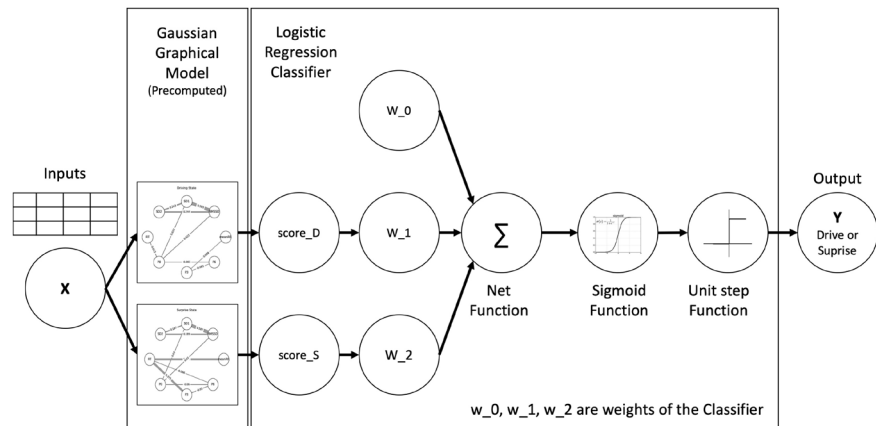 Gaussian
Graphical
Model
(Precomputed)
Logistic
Regression
Classifier
W_0
Inputs
Output
X
score_D
W_1
Σ
Y
Drive or
Suprise
Net
Function
Sigmoid
Function
Unit step
Function
score_S
W_2
w_0, w_1, w_2 are weights of the Classifier